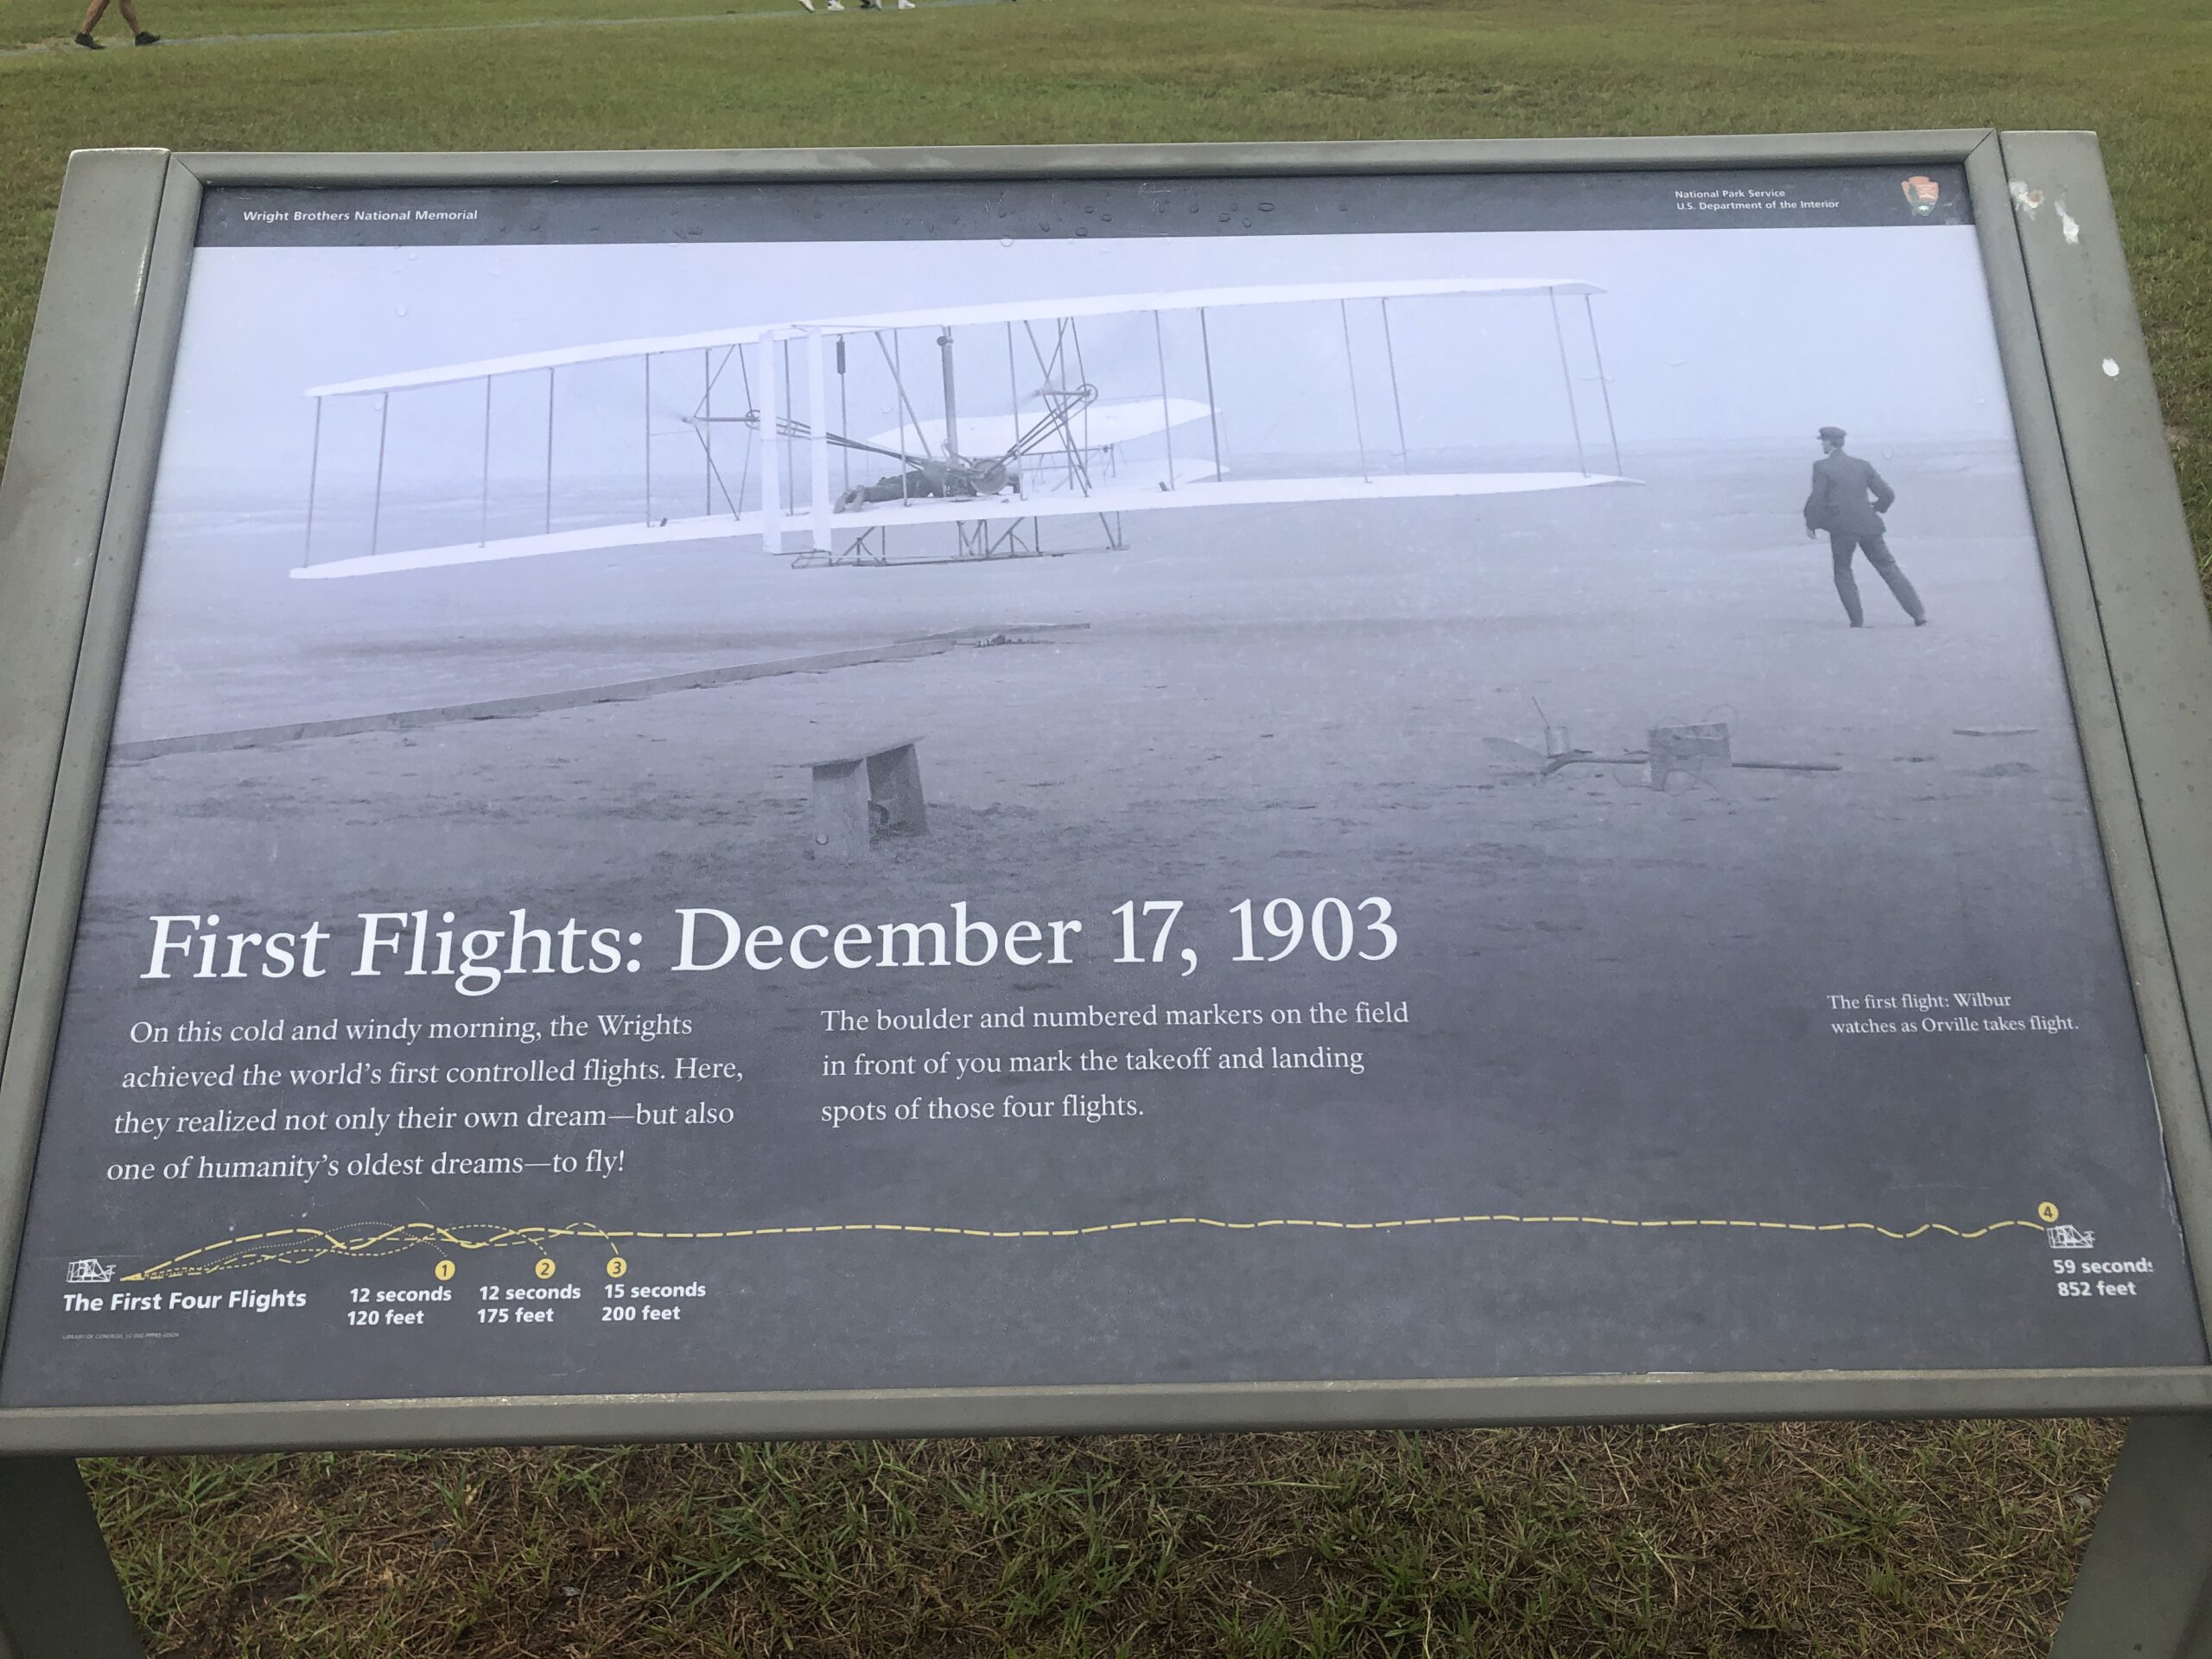 Wright Brothers National Memorial
National Park Service
U.S. Department of the Interior
First Flights: December 17, 1903
On this cold and windy morning, the Wrights
achieved the world's first controlled flights. Here,
they realized not only their own dream—but also
one of humanity's oldest dreams—to fly!
The boulder and numbered markers on the field
in front of you mark the takeoff and landing
spots of those four flights.
The first flight: Wilbur
watches as Orville takes flight.
The First Four Flights
1
12 seconds
120 feet
2
12 seconds
175 feet
3
15 seconds
200 feet
4
59 seconds
852 feet
LIBRARY OF CONGRESS